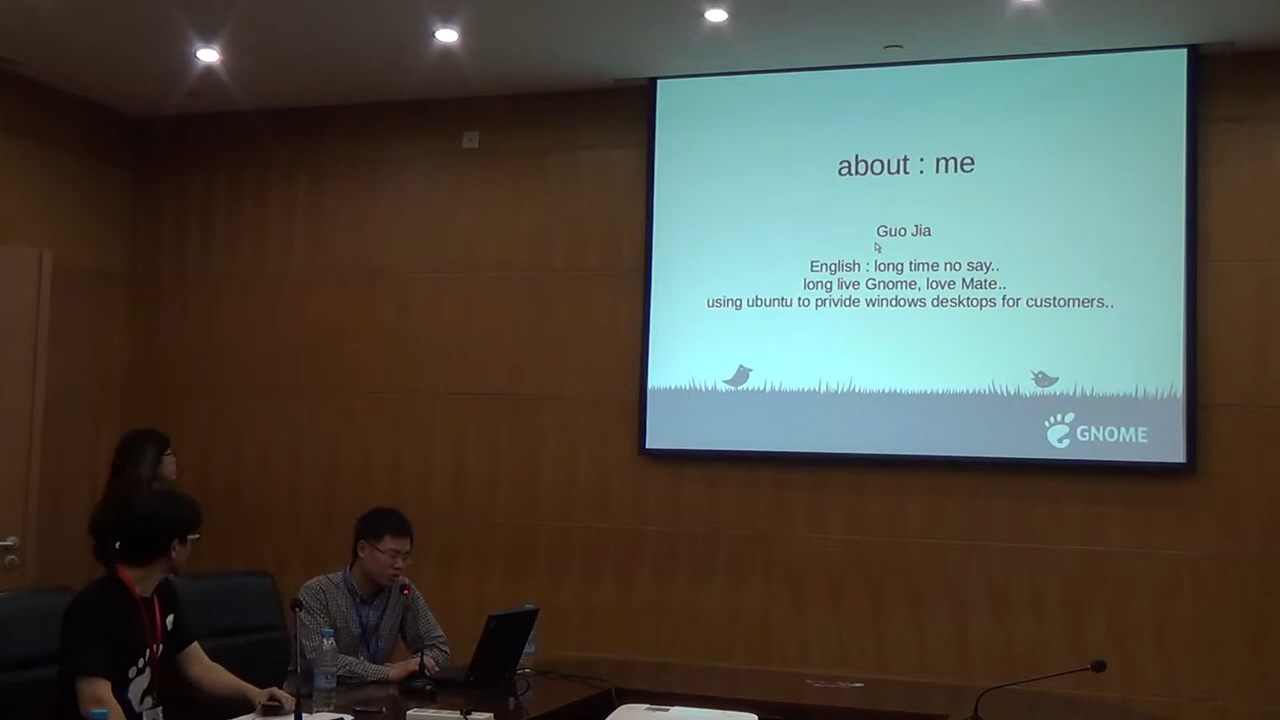 about : me
Guo Jia
English : long time no say..
long live Gnome, love Mate..
using ubuntu to privide windows desktops for customers..
GNOME